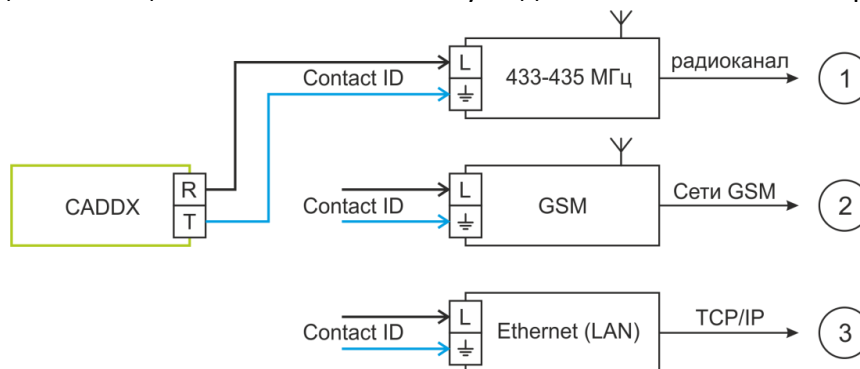 L
433-435 МГц
радиоканал
1
Contact ID
CADDX
R
T
L
GSM
Сети GSM
2
Contact ID
L
Ethernet (LAN)
TCP/IP
3
Contact ID